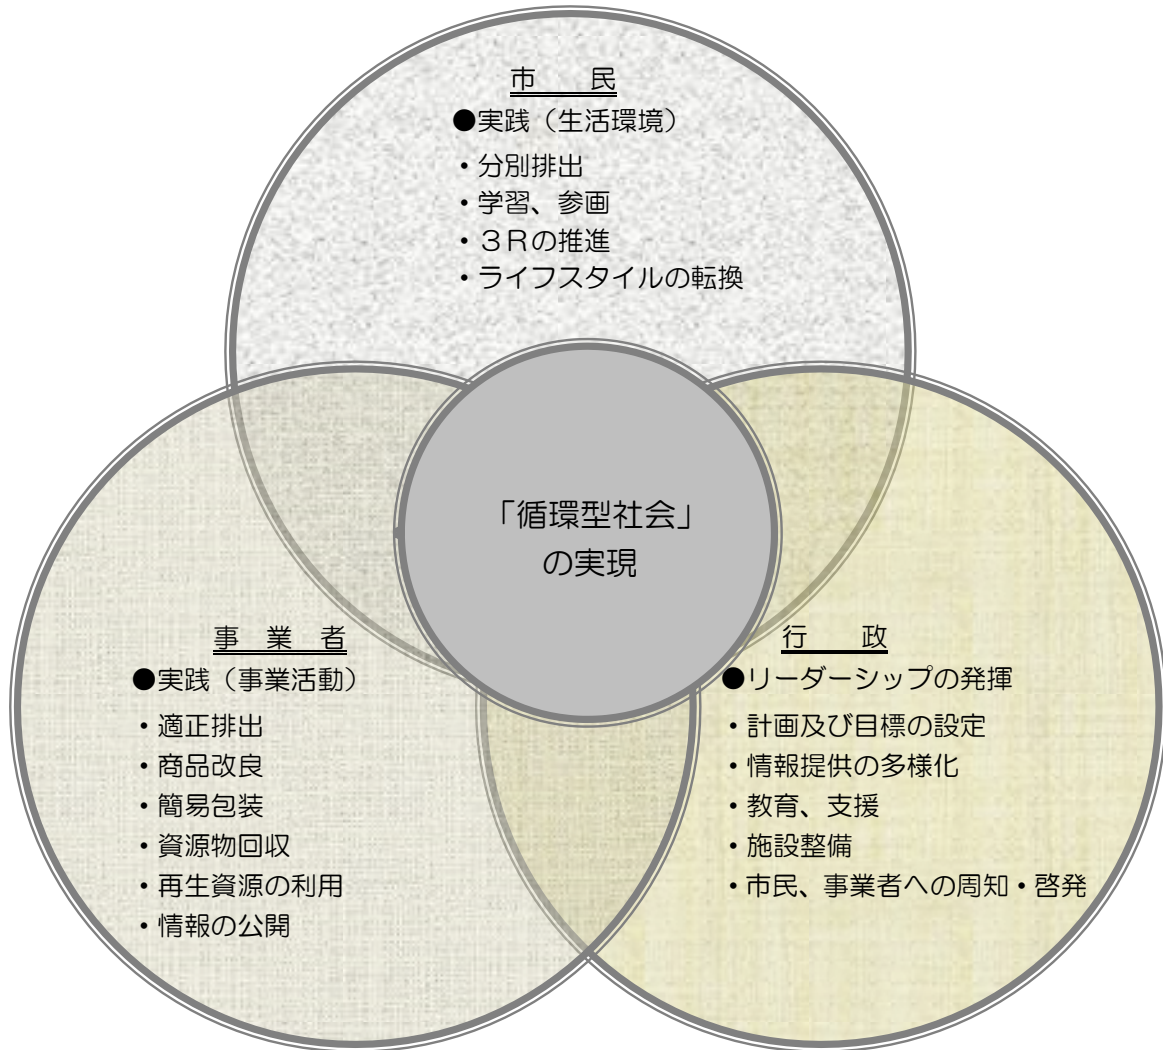 市　　民
●実践（生活環境）
・分別排出
・学習、参画
・３Ｒの推進
・ライフスタイルの転換
「循環型社会」
の実現
事　業　者
●実践（事業活動）
・適正排出
・商品改良
・簡易包装
・資源物回収
・再生資源の利用
・情報の公開
行　　政
●リーダーシップの発揮
・計画及び目標の設定
・情報提供の多様化
・教育、支援
・施設整備
・市民、事業者への周知・啓発